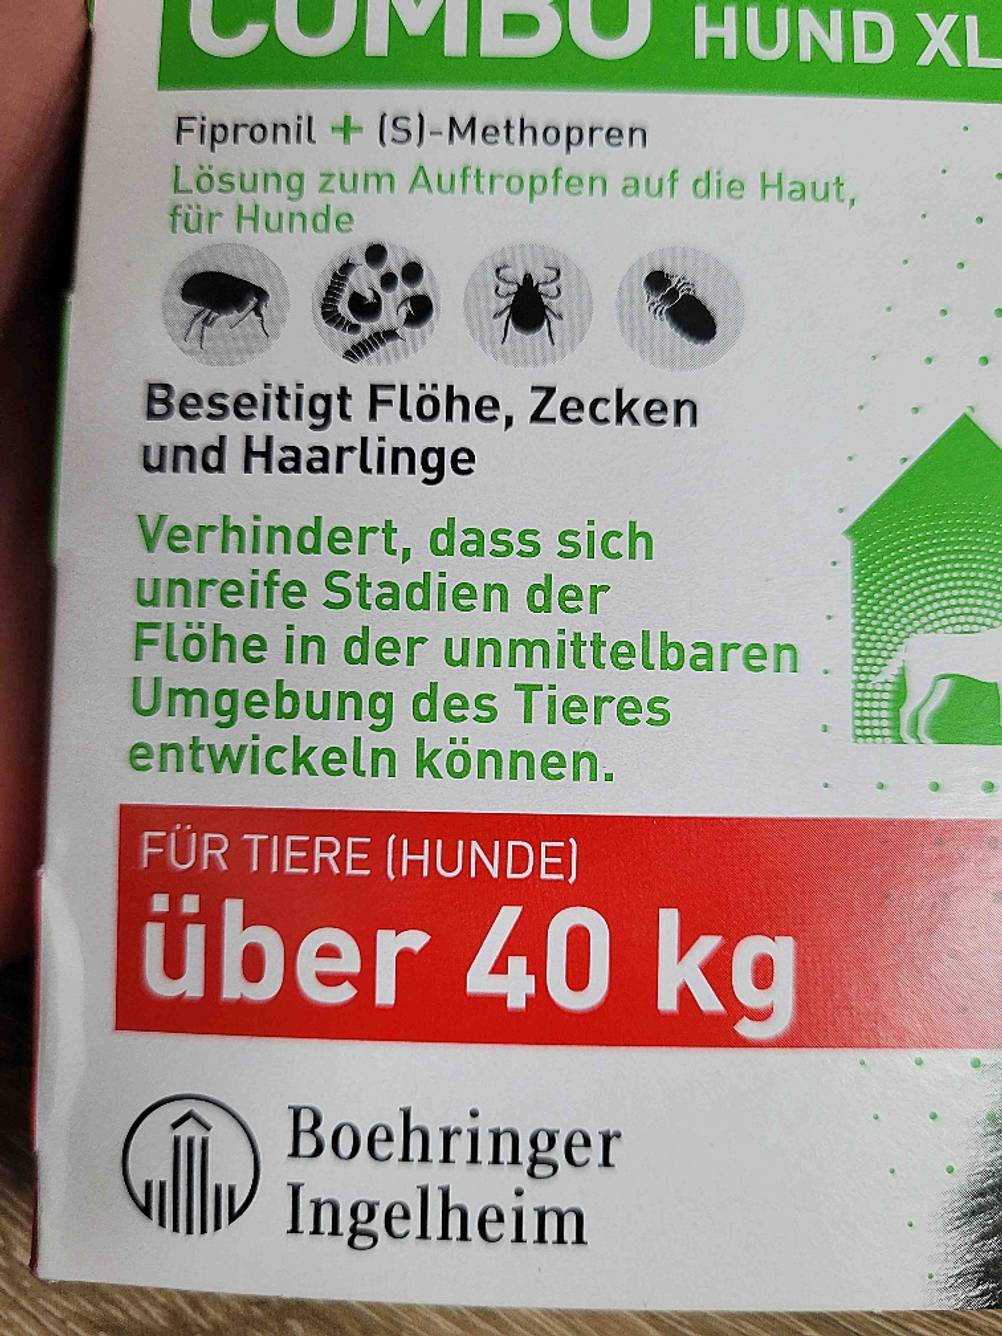 COMBO HUND XL
Fipronil + (S)-Methopren
Lösung zum Auftropfen auf die Haut,
für Hunde
Beseitigt Flöhe, Zecken
und Haarlinge
Verhindert, dass sich
unreife Stadien der
Flöhe in der unmittelbaren
Umgebung des Tieres
entwickeln können.
FÜR TIERE (HUNDE)
über 40 kg
Boehringer
Ingelheim